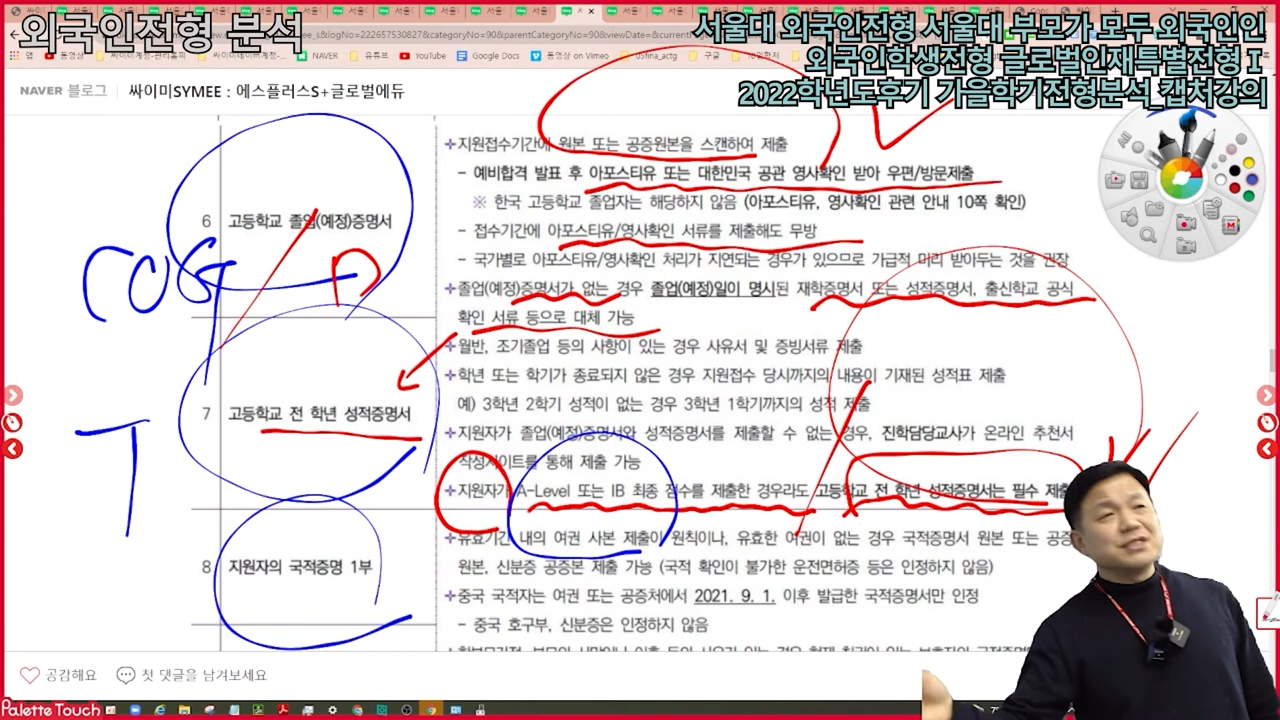 외국인전형 분석
서울대 외국인전형 서울대 부모가 모두 외국인인
외국인학생전형 글로벌인재특별전형 I
2022학년도후기 가을학기전형분석_캡처강의
s&logNo=222657530827&categoryNo=90&parentCategoryNo=90&viewDate=&current
앱 동영상 NAVER 유튜브 YouTube Google Docs 동영상 on Vimeo 05fina_actg 구글
NAVER 블로그 싸이미SYMEE : 에스플러스S+글로벌에듀
6 고등학교 졸업(예정)증명서
✢지원접수기간에 원본 또는 공증원본을 스캔하여 제출
- 예비합격 발표 후 아포스티유 또는 대한민국 공관 영사확인 받아 우편/방문제출
※ 한국 고등학교 졸업자는 해당하지 않음 (아포스티유, 영사확인 관련 안내 10쪽 확인)
- 접수기간에 아포스티유/영사확인 서류를 제출해도 무방
- 국가별로 아포스티유/영사확인 처리가 지연되는 경우가 있으므로 가급적 미리 받아두는 것을 권장
✢졸업(예정)증명서가 없는 경우 졸업(예정)일이 명시된 재학증명서 또는 성적증명서, 출신학교 공식
확인 서류 등으로 대체 가능
7 고등학교 전 학년 성적증명서
✢월반, 조기졸업 등의 사항이 있는 경우 사유서 및 증빙서류 제출
✢학년 또는 학기가 종료되지 않은 경우 지원접수 당시까지의 내용이 기재된 성적표 제출
예) 3학년 2학기 성적이 없는 경우 3학년 1학기까지의 성적 제출
✢지원자가 졸업(예정)증명서와 성적증명서를 제출할 수 없는 경우, 진학담당교사가 온라인 추천서
작성사이트를 통해 제출 가능
✢지원자가 A-Level 또는 IB 최종 점수를 제출한 경우라도 고등학교 전 학년 성적증명서는 필수 제출
8 지원자의 국적증명 1부
✢유효기간 내의 여권 사본 제출이 원칙이나, 유효한 여권이 없는 경우 국적증명서 원본 또는 공증
원본, 신분증 공증본 제출 가능 (국적 확인이 불가한 운전면허증 등은 인정하지 않음)
✢중국 국적자는 여권 또는 공증처에서 2021. 9. 1. 이후 발급한 국적증명서만 인정
- 중국 호구부, 신분증은 인정하지 않음
공감해요 첫 댓글을 남겨보세요
Palette Touch